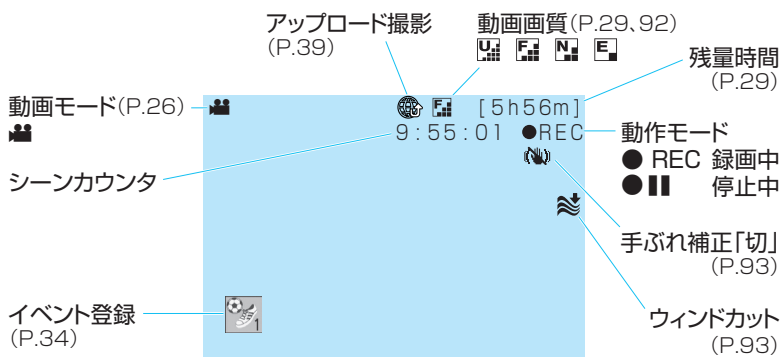 アップロード撮影
(P.39)
動画画質(P.29、92)
U F N E
残量時間
(P.29)
動画モード(P.26)
F [5h56m]
9:55:01 ●REC
動作モード
● REC 録画中
●▮▮ 停止中
シーンカウンタ
手ぶれ補正「切」
(P.93)
イベント登録
(P.34)
1
ウィンドカット
(P.93)